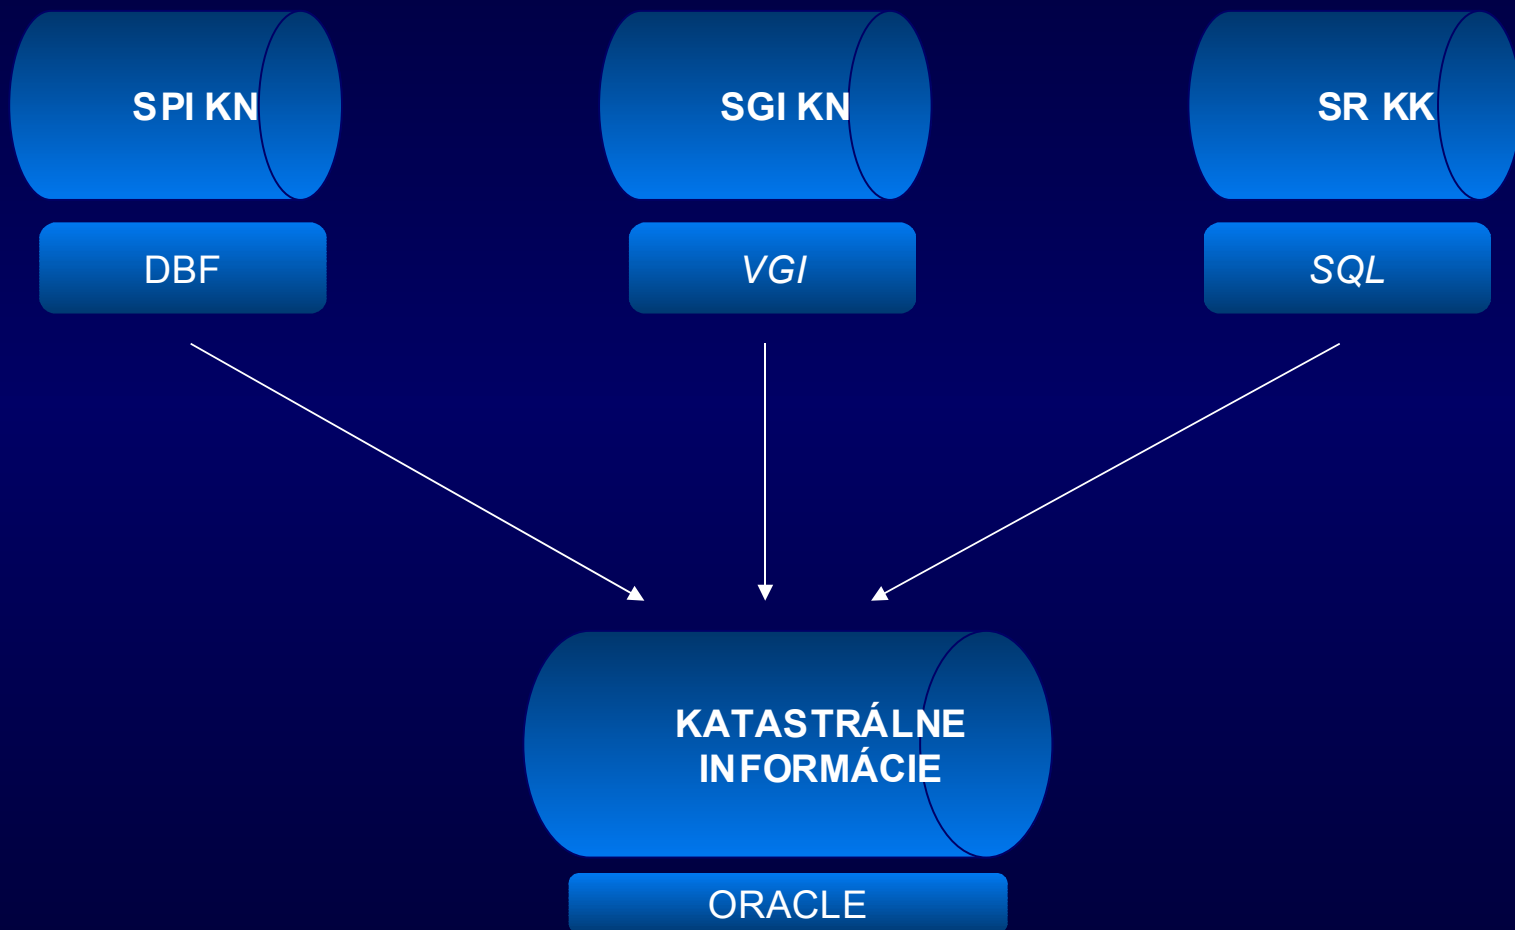 SPI KN
SGI KN
SR KK
DBF
VGI
SQL
KATASTRÁLNE
INFORMÁCIE
ORACLE